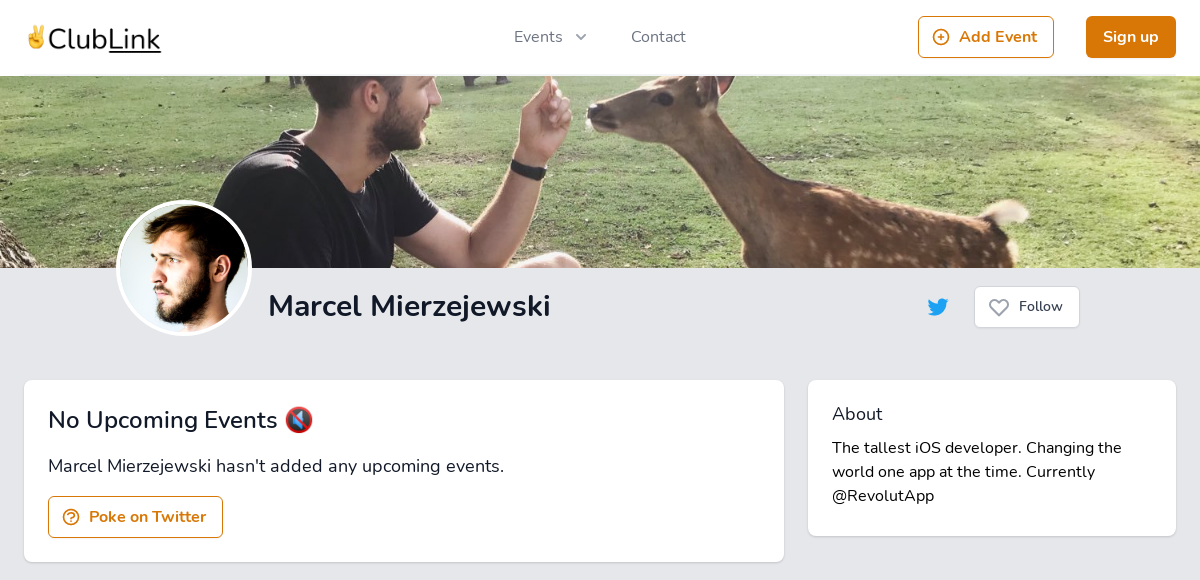 ✌️ClubLink
Events
Contact
Add Event
Sign up
Marcel Mierzejewski
Follow
No Upcoming Events 🔇
Marcel Mierzejewski hasn't added any upcoming events.
Poke on Twitter
About
The tallest iOS developer. Changing the
world one app at the time. Currently
@RevolutApp